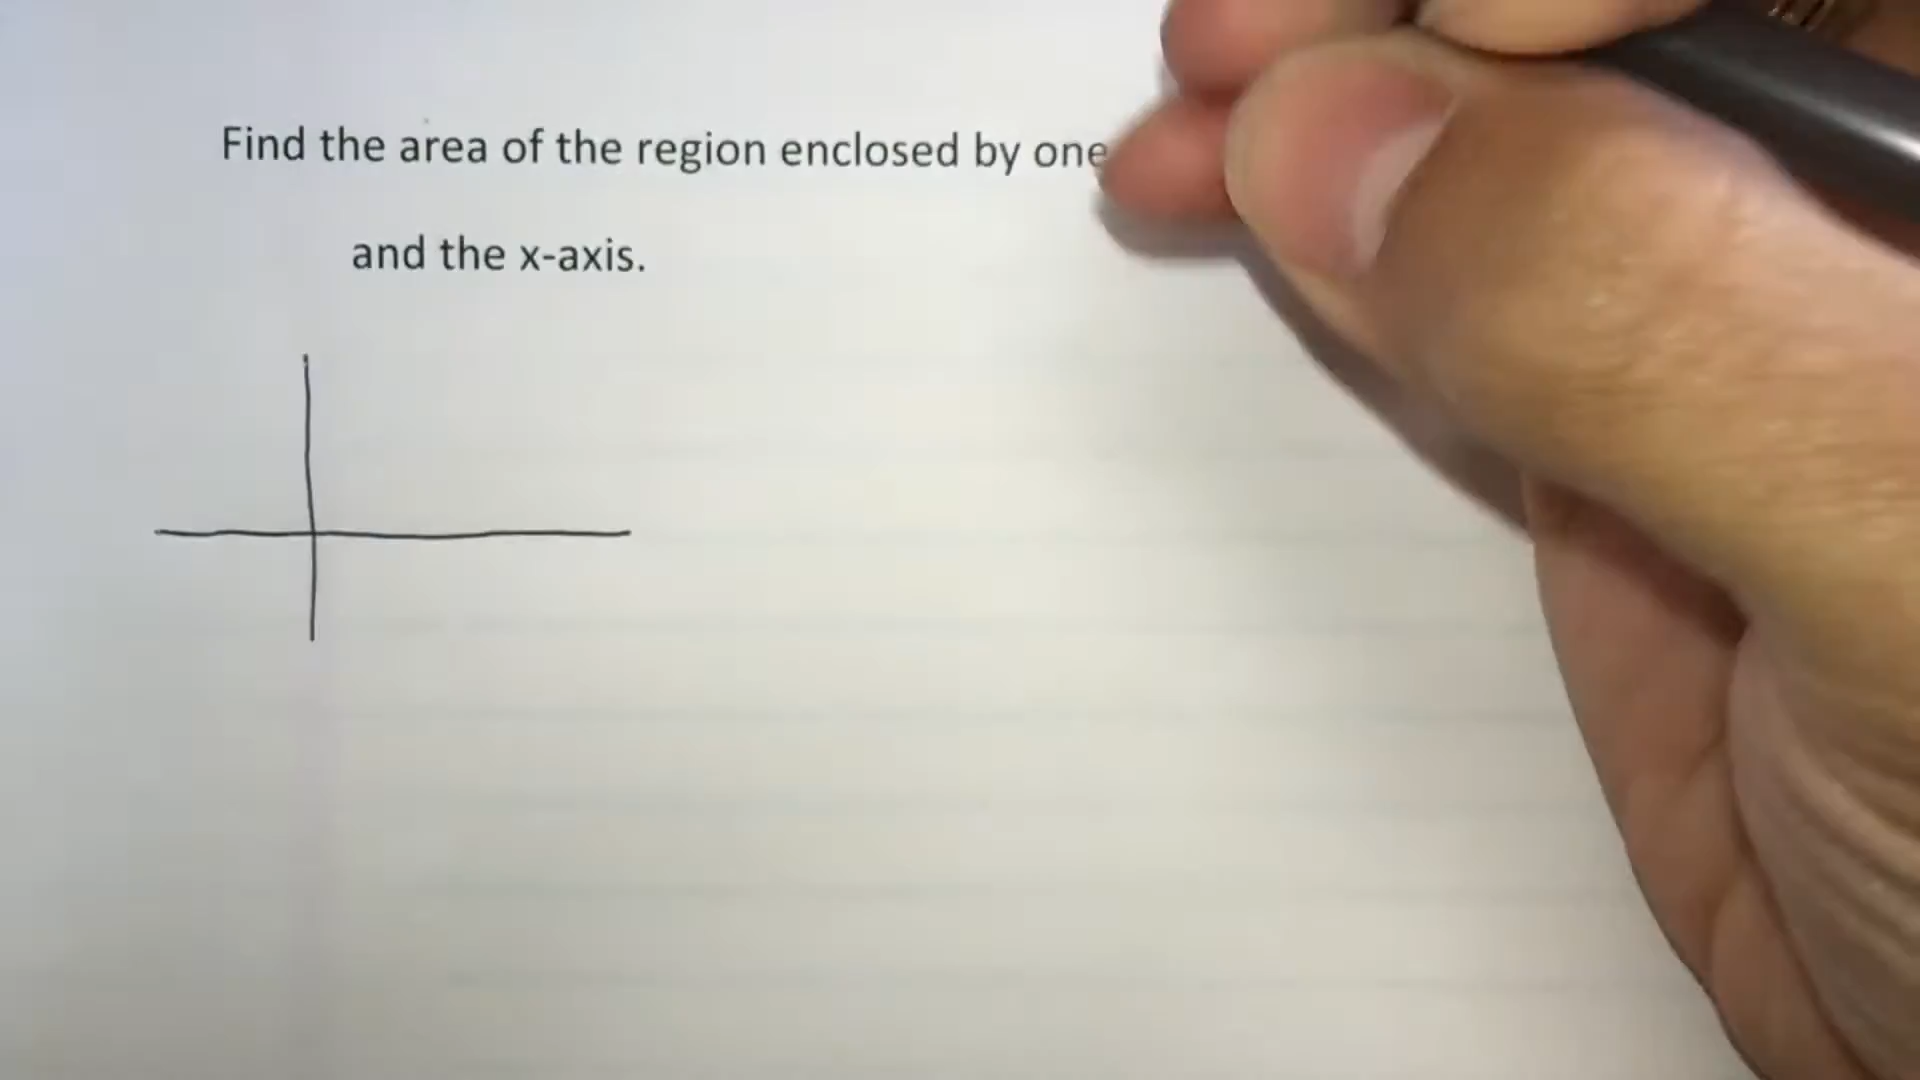 Find the area of the region enclosed by one
and the x-axis.